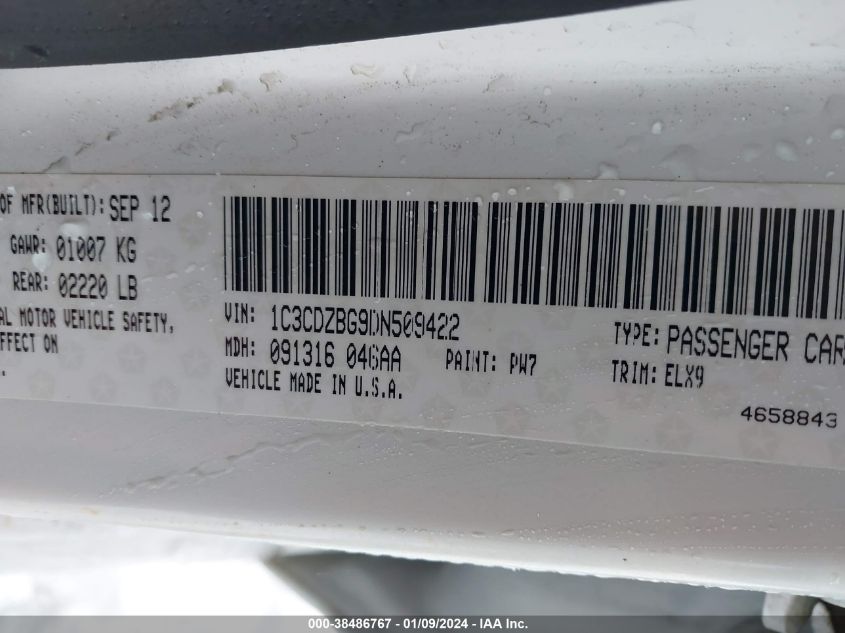 OF MFR(BUILT): SEP 12
GAWR: 01007 KG
REAR: 02220 LB
AL MOTOR VEHICLE SAFETY,
FFECT ON
VIN: 1C3CDZBG9DN509422
MDH: 091316 046AA PAINT: PW7
VEHICLE MADE IN U.S.A.
TYPE: PASSENGER CAR
TRIM: ELX9
4658843
000-38486767 - 01/09/2024 - IAA Inc.